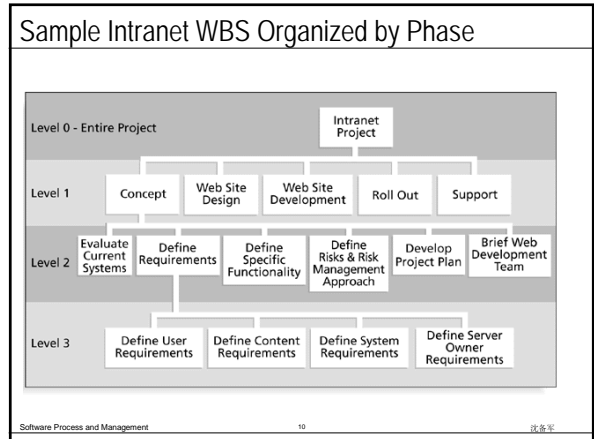 Sample Intranet WBS Organized by Phase
Level 0 - Entire Project
Intranet
Project
Level 1
Concept
Web Site
Design
Web Site
Development
Roll Out
Support
Level 2
Evaluate
Current
Systems
Define
Requirements
Define
Specific
Functionality
Define
Risks & Risk
Management
Approach
Develop
Project Plan
Brief Web
Development
Team
Level 3
Define User
Requirements
Define Content
Requirements
Define System
Requirements
Define Server
Owner
Requirements
Software Process and Management
10
沈备军